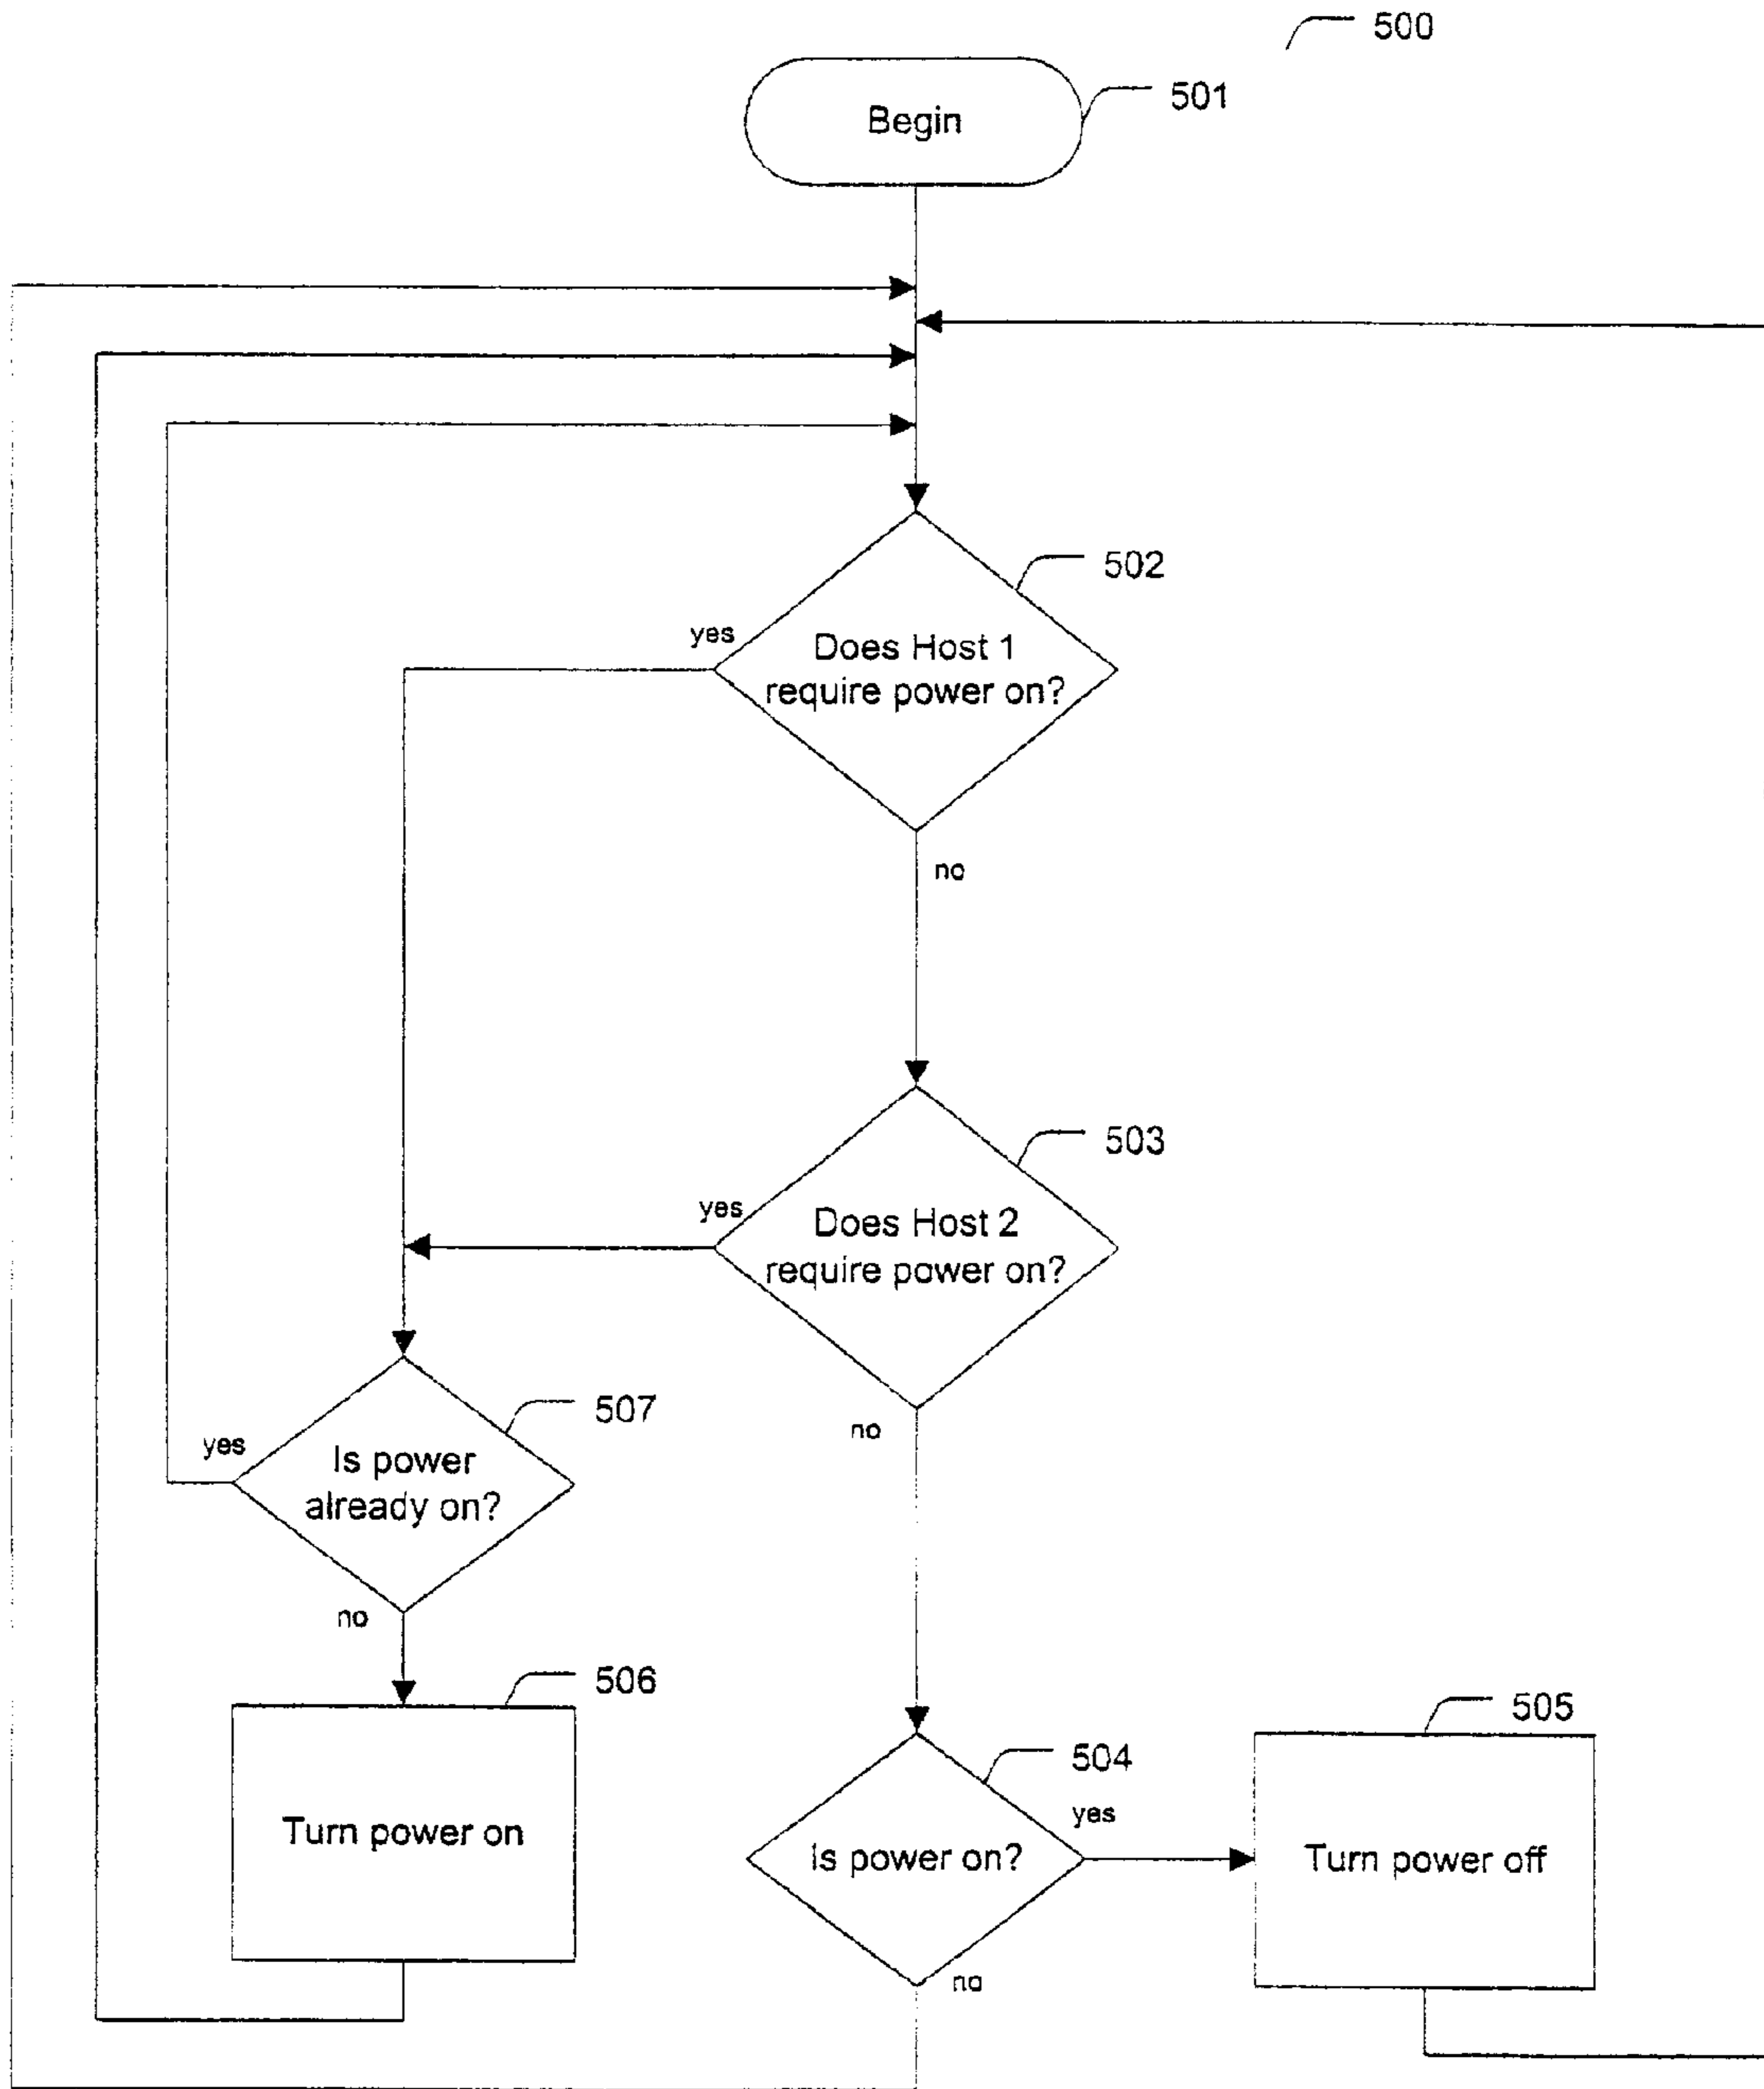 500
Begin
501
502
yes
Does Host 1
require power on?
no
503
yes
Does Host 2
require power on?
no
507
yes
Is power
already on?
no
506
Turn power on
504
yes
Is power on?
no
505
Turn power off